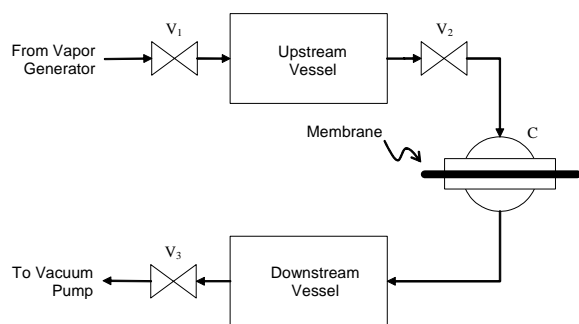 V₁
From Vapor
Generator
Upstream
Vessel
V₂
Membrane
C
V₃
To Vacuum
Pump
Downstream
Vessel